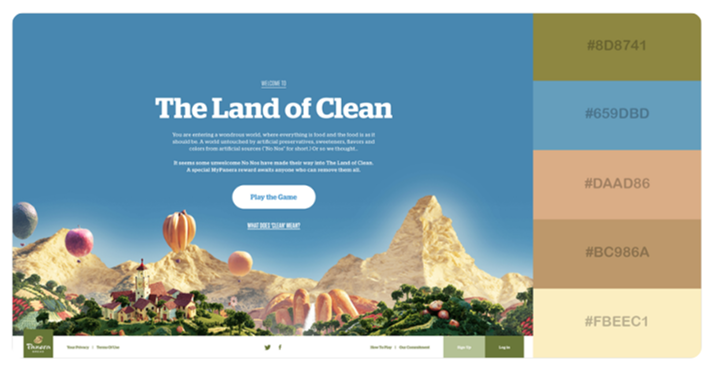 WELCOME TO
The Land of Clean
You are entering a wondrous world, where everything is food and the food is as it
should be. A world untouched by artificial preservatives, sweeteners, flavors and
colors from artificial sources ("No Nos" for short.) Or so we thought...
It seems some unwelcome No Nos have made their way into The Land of Clean.
A special MyPanera reward awaits anyone who can remove them all.
Play the Game
WHAT DOES 'CLEAN' MEAN?
Panera
Your Privacy / Terms Of Use
How To Play / Our Commitment
Sign Up
Log In
#8D8741
#659DBD
#DAAD86
#BC986A
#FBEEC1